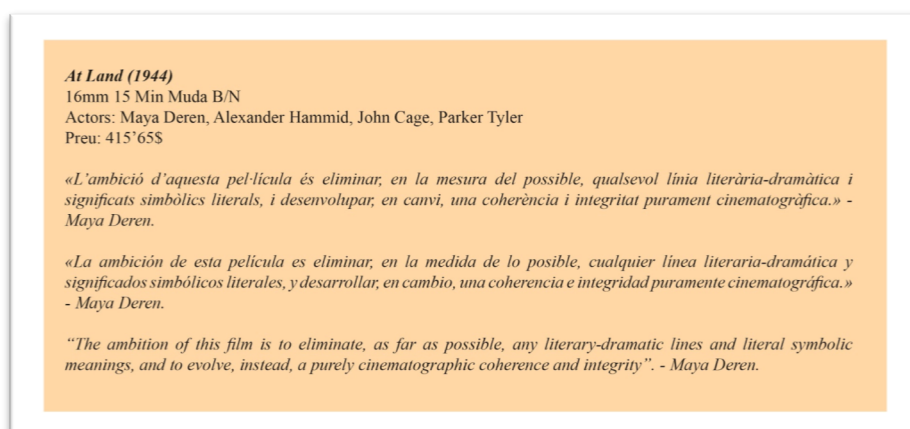 At Land (1944)
16mm 15 Min Muda B/N
Actors: Maya Deren, Alexander Hammid, John Cage, Parker Tyler
Preu: 415’65$
«L’ambició d’aquesta pel·lícula és eliminar, en la mesura del possible, qualsevol línia literària-dramàtica i
significats simbòlics literals, i desenvolupar, en canvi, una coherència i integritat purament cinematogràfica.» -
Maya Deren.
«La ambición de esta película es eliminar, en la medida de lo posible, cualquier línea literaria-dramática y
significados simbólicos literales, y desarrollar, en cambio, una coherencia e integridad puramente cinematográfica.»
- Maya Deren.
“The ambition of this film is to eliminate, as far as possible, any literary-dramatic lines and literal symbolic
meanings, and to evolve, instead, a purely cinematographic coherence and integrity”. - Maya Deren.